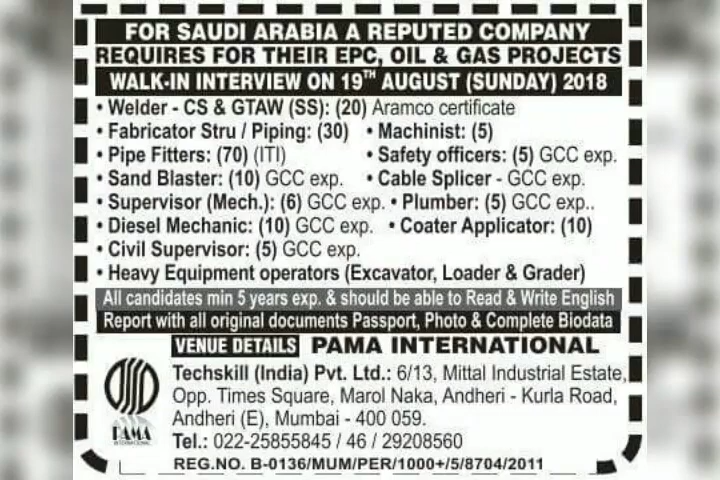 FOR SAUDI ARABIA A REPUTED COMPANY
REQUIRES FOR THEIR EPC, OIL & GAS PROJECTS
WALK-IN INTERVIEW ON 19TH AUGUST (SUNDAY) 2018
• Welder - CS & GTAW (SS): (20) Aramco certificate
• Fabricator Stru / Piping: (30) • Machinist: (5)
• Pipe Fitters: (70) (ITI) • Safety officers: (5) GCC exp.
• Sand Blaster: (10) GCC exp. • Cable Splicer - GCC exp.
• Supervisor (Mech.): (6) GCC exp. • Plumber: (5) GCC exp..
• Diesel Mechanic: (10) GCC exp. • Coater Applicator: (10)
• Civil Supervisor: (5) GCC exp.
• Heavy Equipment operators (Excavator, Loader & Grader)
All candidates min 5 years exp. & should be able to Read & Write English
Report with all original documents Passport, Photo & Complete Biodata
VENUE DETAILS PAMA INTERNATIONAL
Techskill (India) Pvt. Ltd.: 6/13, Mittal Industrial Estate,
Opp. Times Square, Marol Naka, Andheri - Kurla Road,
Andheri (E), Mumbai - 400 059.
Tel.: 022-25855845 / 46 / 29208560
REG.NO. B-0136/MUM/PER/1000+/5/8704/2011
PAMA
INTERNATIONAL